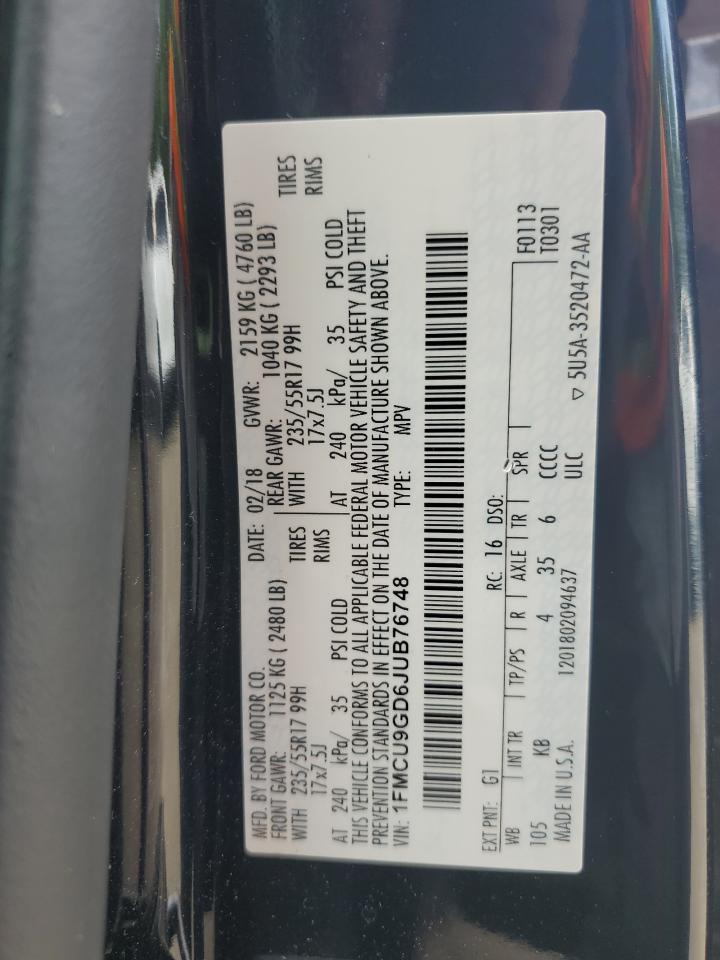 MFD. BY FORD MOTOR CO. DATE: 02/18 GVWR: 2159 KG ( 4760 LB)
FRONT GAWR: 1125 KG ( 2480 LB) REAR GAWR: 1040 KG ( 2293 LB)
WITH 235/55R17 99H TIRES WITH 235/55R17 99H TIRES
17x7.5J RIMS 17x7.5J RIMS
AT 240 kPa/ 35 PSI COLD AT 240 kPa/ 35 PSI COLD
THIS VEHICLE CONFORMS TO ALL APPLICABLE FEDERAL MOTOR VEHICLE SAFETY AND THEFT
PREVENTION STANDARDS IN EFFECT ON THE DATE OF MANUFACTURE SHOWN ABOVE.
VIN: 1FMCU9GD6JUB76748 TYPE: MPV
EXT PNT: G1 RC: 16 DSO: F0113
WB INT TR TP/PS R AXLE TR SPR T0301
105 KB 4 35 6 CCCC
MADE IN U.S.A. 1201802094637 ULC ▽ 5U5A-3520472-AA